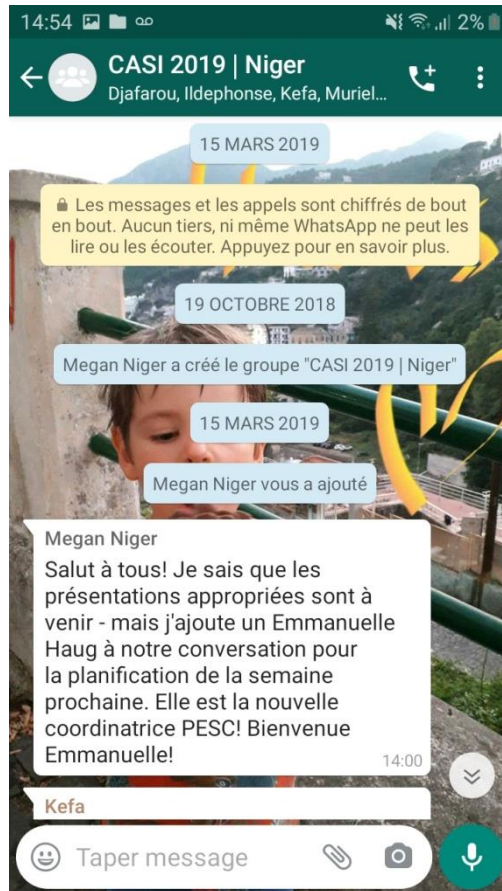 14:54 2%
CASI 2019 | Niger
Djafarou, Ildephonse, Kefa, Muriel...
15 MARS 2019
Les messages et les appels sont chiffrés de bout
en bout. Aucun tiers, ni même WhatsApp ne peut les
lire ou les écouter. Appuyez pour en savoir plus.
19 OCTOBRE 2018
Megan Niger a créé le groupe "CASI 2019 | Niger"
15 MARS 2019
Megan Niger vous a ajouté
Megan Niger
Salut à tous! Je sais que les
présentations appropriées sont à
venir - mais j'ajoute un Emmanuelle
Haug à notre conversation pour
la planification de la semaine
prochaine. Elle est la nouvelle
coordinatrice PESC! Bienvenue
Emmanuelle!
14:00
Kefa
Taper message